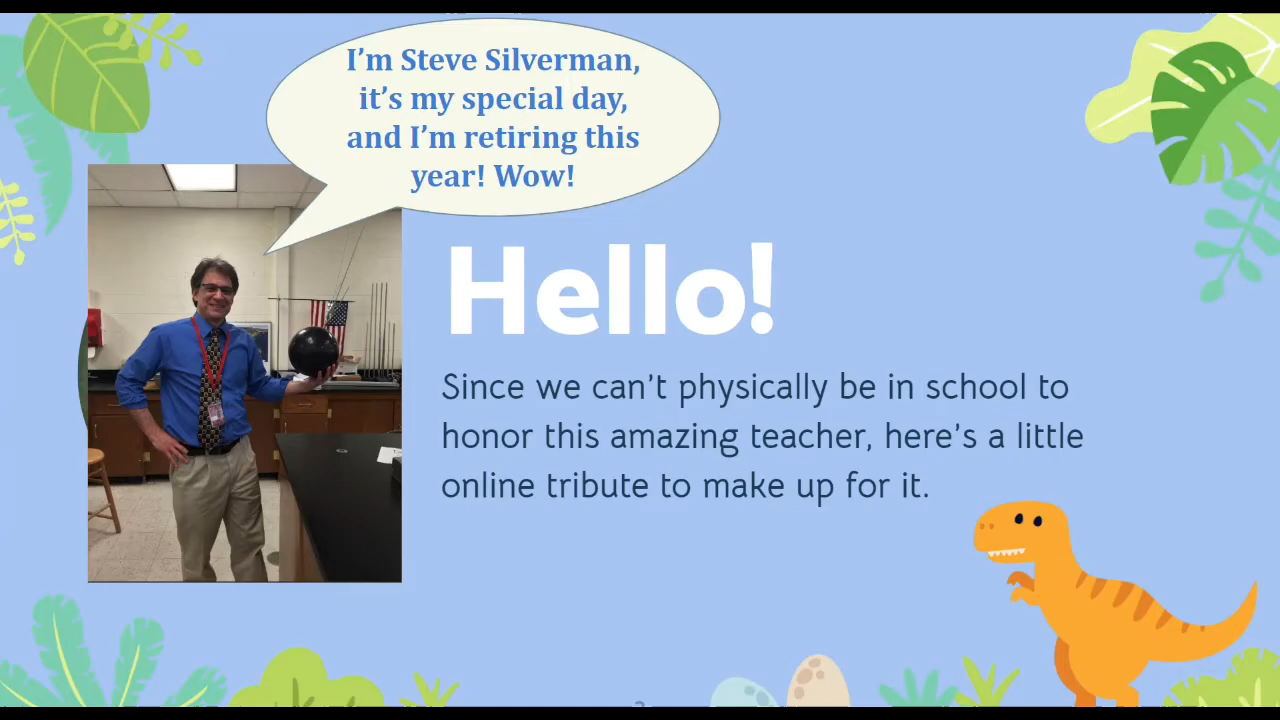 I’m Steve Silverman,
it’s my special day,
and I’m retiring this
year! Wow!
Hello!
Since we can’t physically be in school to
honor this amazing teacher, here’s a little
online tribute to make up for it.